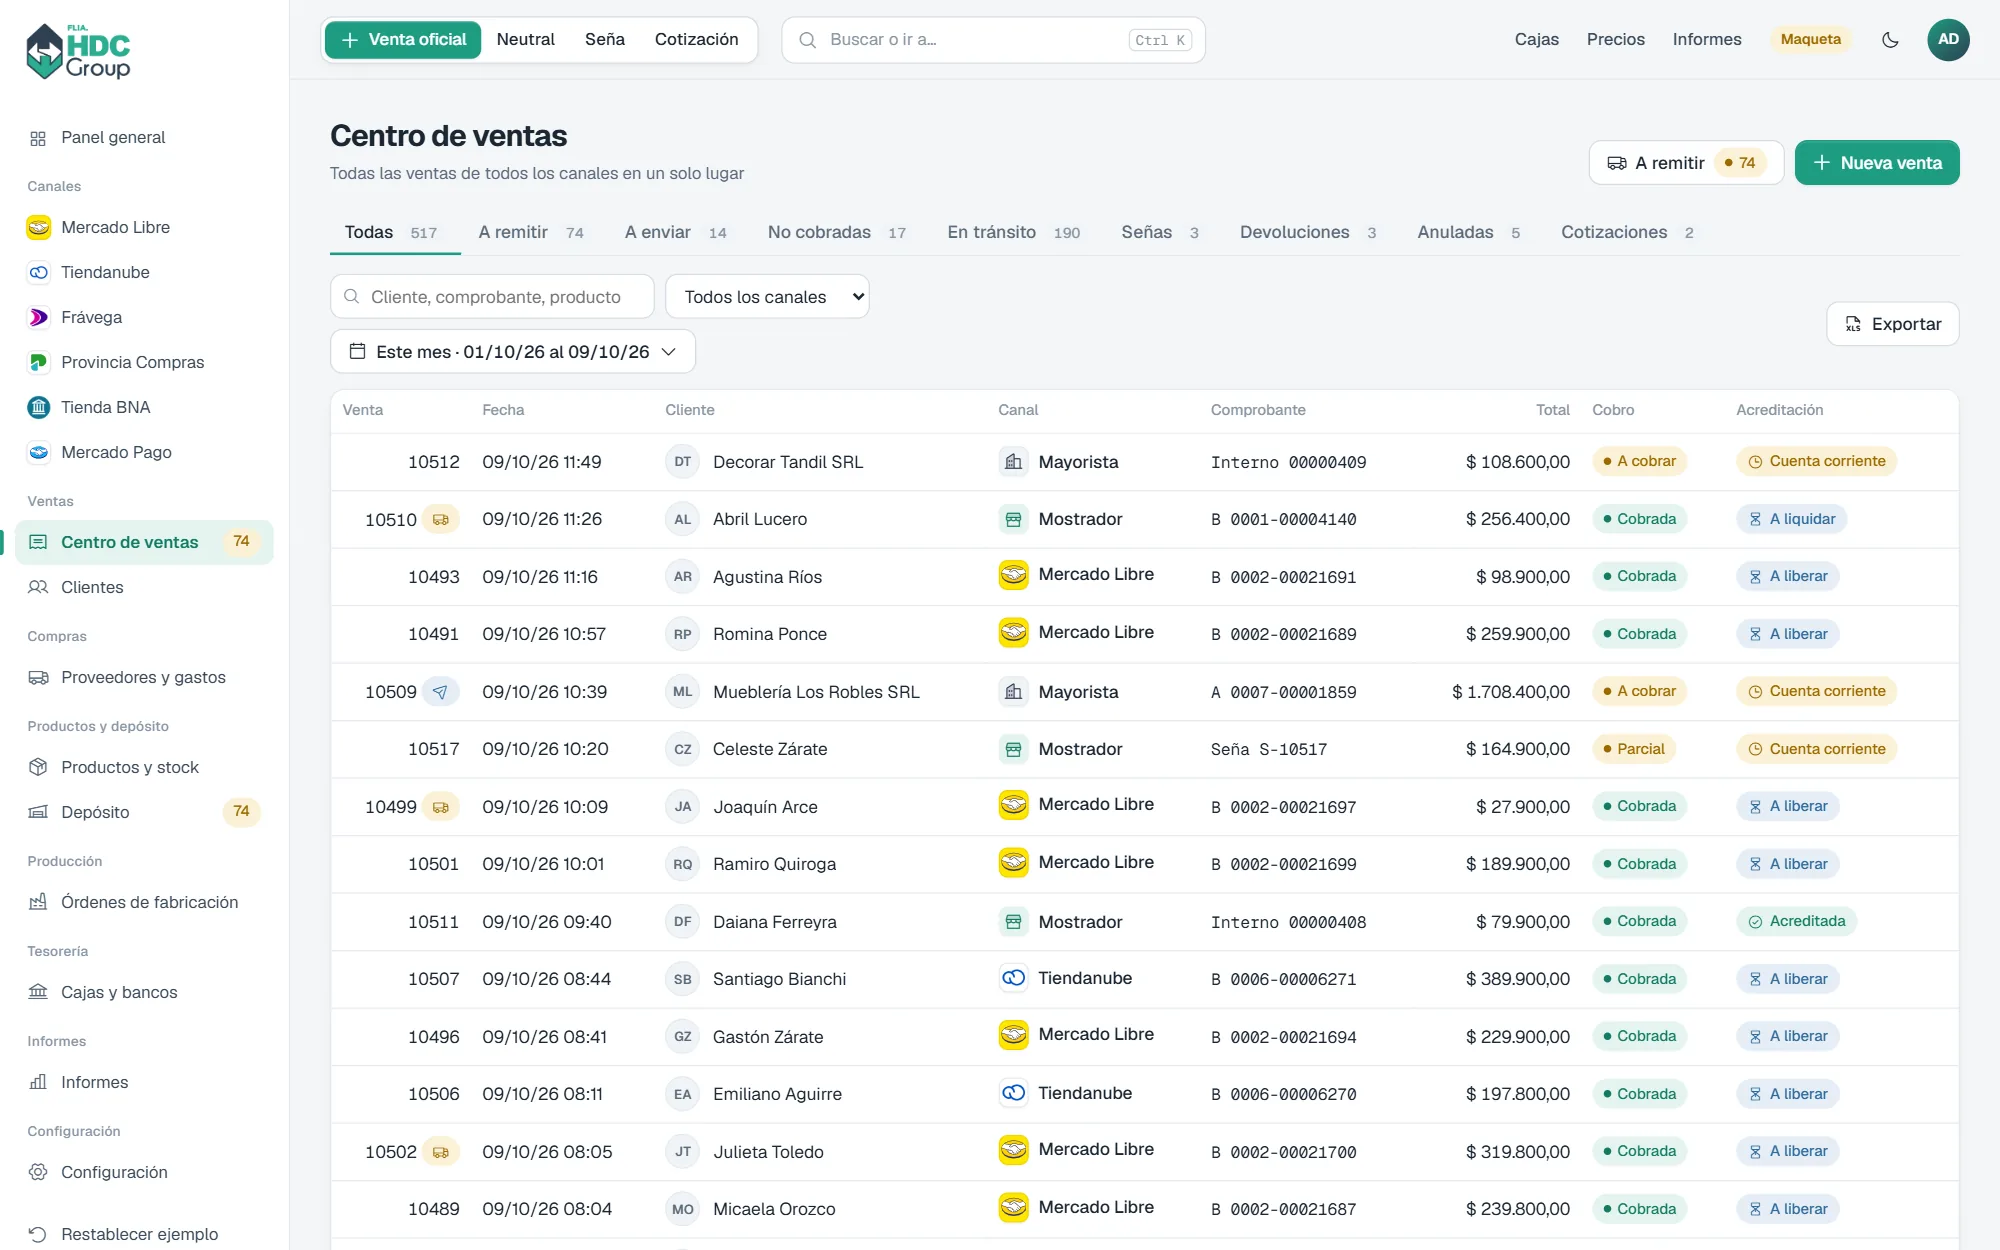 FLIA.
HDC
Group
Venta oficial
Neutral
Seña
Cotización
Buscar o ir a...
Ctrl K
Cajas
Precios
Informes
Maqueta
AD
Panel general
Canales
Mercado Libre
Tiendanube
Frávega
Provincia Compras
Tienda BNA
Mercado Pago
Ventas
Centro de ventas 74
Clientes
Compras
Proveedores y gastos
Productos y depósito
Productos y stock
Depósito 74
Producción
Órdenes de fabricación
Tesorería
Cajas y bancos
Informes
Informes
Configuración
Configuración
Restablecer ejemplo
Centro de ventas
Todas las ventas de todos los canales en un solo lugar
A remitir 74
Nueva venta
Todas 517
A remitir 74
A enviar 14
No cobradas 17
En tránsito 190
Señas 3
Devoluciones 3
Anuladas 5
Cotizaciones 2
Cliente, comprobante, producto
Todos los canales
Este mes · 01/10/26 al 09/10/26
XLS
Exportar
Venta Fecha Cliente Canal Comprobante Total Cobro Acreditación
10512 09/10/26 11:49 DT Decorar Tandil SRL Mayorista Interno 00000409 $ 108.600,00 A cobrar Cuenta corriente
10510 09/10/26 11:26 AL Abril Lucero Mostrador B 0001-00004140 $ 256.400,00 Cobrada A liquidar
10493 09/10/26 11:16 AR Agustina Ríos Mercado Libre B 0002-00021691 $ 98.900,00 Cobrada A liberar
10491 09/10/26 10:57 RP Romina Ponce Mercado Libre B 0002-00021689 $ 259.900,00 Cobrada A liberar
10509 09/10/26 10:39 ML Mueblería Los Robles SRL Mayorista A 0007-00001859 $ 1.708.400,00 A cobrar Cuenta corriente
10517 09/10/26 10:20 CZ Celeste Zárate Mostrador Seña S-10517 $ 164.900,00 Parcial Cuenta corriente
10499 09/10/26 10:09 JA Joaquín Arce Mercado Libre B 0002-00021697 $ 27.900,00 Cobrada A liberar
10501 09/10/26 10:01 RQ Ramiro Quiroga Mercado Libre B 0002-00021699 $ 189.900,00 Cobrada A liberar
10511 09/10/26 09:40 DF Daiana Ferreyra Mostrador Interno 00000408 $ 79.900,00 Cobrada Acreditada
10507 09/10/26 08:44 SB Santiago Bianchi Tiendanube B 0006-00006271 $ 389.900,00 Cobrada A liberar
10496 09/10/26 08:41 GZ Gastón Zárate Mercado Libre B 0002-00021694 $ 229.900,00 Cobrada A liberar
10506 09/10/26 08:11 EA Emiliano Aguirre Tiendanube B 0006-00006270 $ 197.800,00 Cobrada A liberar
10502 09/10/26 08:05 JT Julieta Toledo Mercado Libre B 0002-00021700 $ 319.800,00 Cobrada A liberar
10489 09/10/26 08:04 MO Micaela Orozco Mercado Libre B 0002-00021687 $ 239.800,00 Cobrada A liberar